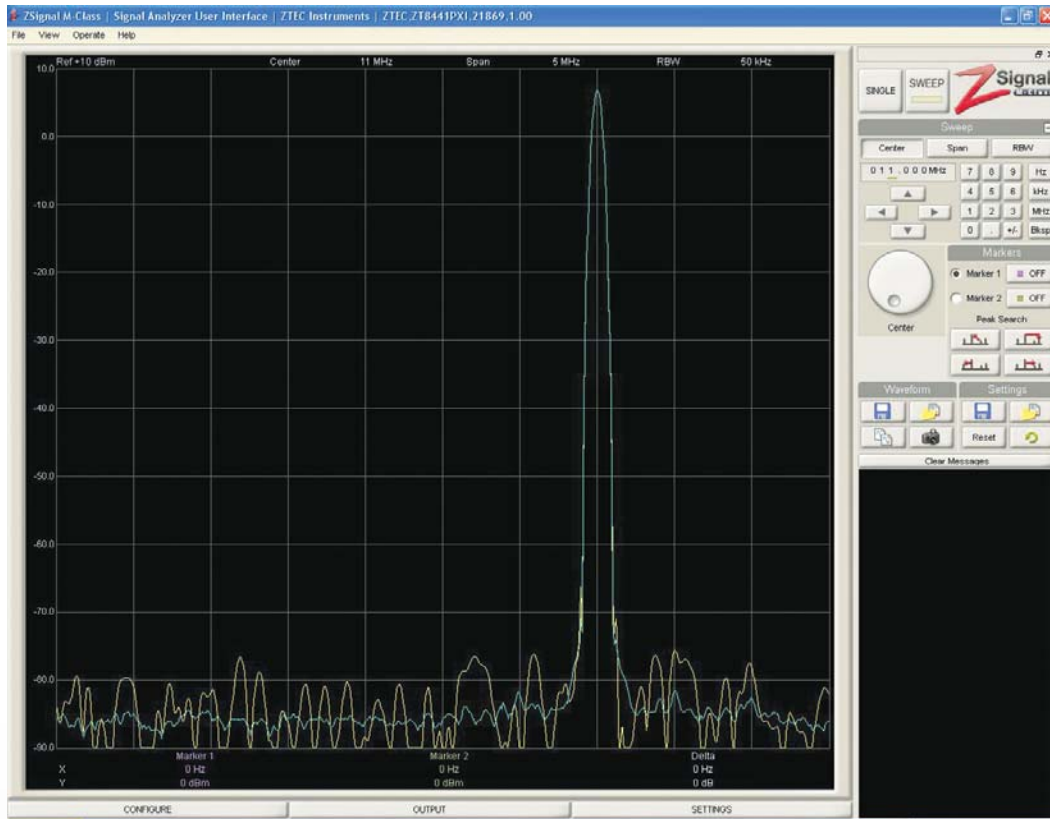 ZSignal M-Class | Signal Analyzer User Interface | ZTEC Instruments | ZTEC,ZT8441PXI,21869,1.00
File View Operate Help
Ref +10 dBm Center 11 MHz Span 5 MHz RBW 50 kHz
10.0
0.0
-10.0
-20.0
-30.0
-40.0
-50.0
-60.0
-70.0
-80.0
-90.0
Marker 1 Marker 2 Delta
X 0 Hz 0 Hz 0 Hz
Y 0 dBm 0 dBm 0 dB
CONFIGURE OUTPUT SETTINGS
SINGLE SWEEP ZSignal
Sweep
Center Span RBW
011.000MHz
7 8 9 Hz
4 5 6 kHz
1 2 3 MHz
0 . +/- Bksp
Markers
Marker 1 OFF
Marker 2 OFF
Center
Peak Search
Waveform Settings
Reset
Clear Messages